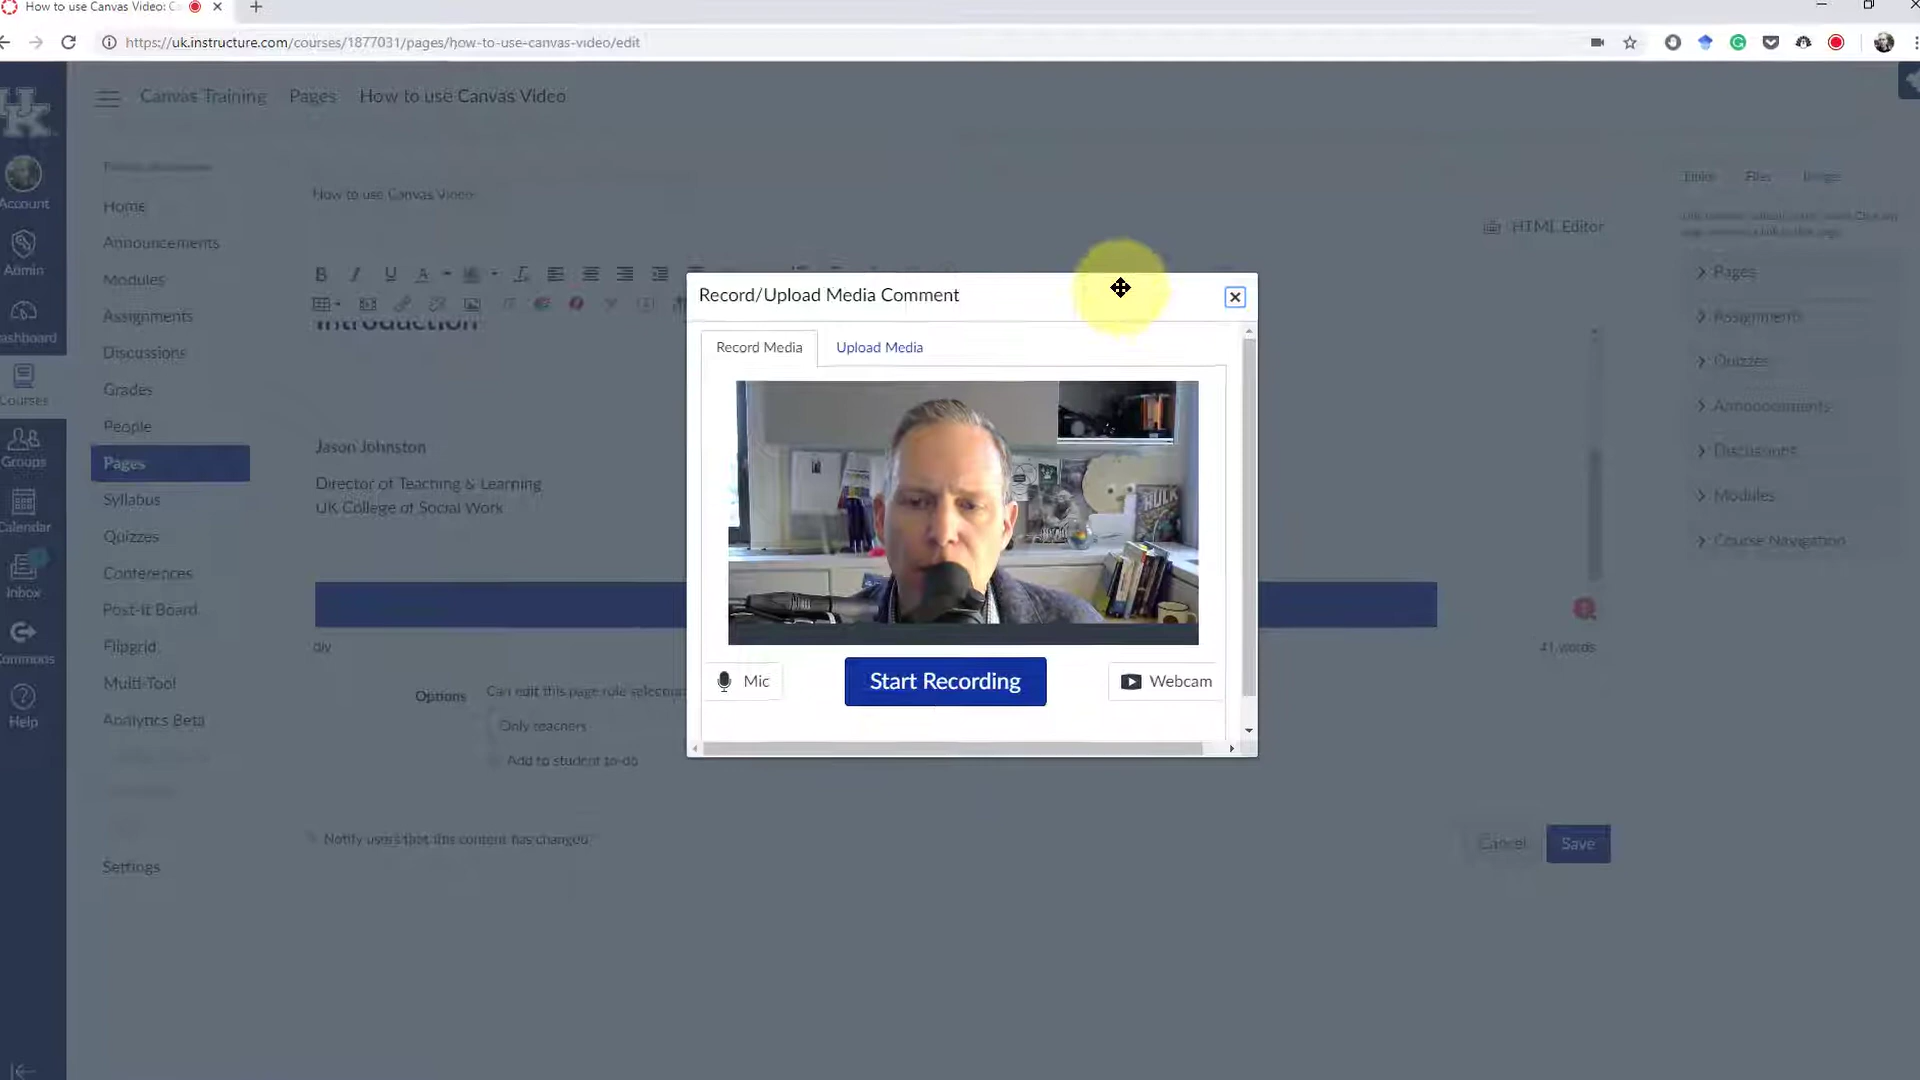 How to use Canvas Video: C
https://uk.instructure.com/courses/1877031/pages/how-to-use-canvas-video/edit
Canvas Training Pages How to use Canvas Video
Account
Admin
Dashboard
Courses
Groups
Calendar
Inbox
Commons
Help
Home
Announcements
Modules
Assignments
Discussions
Grades
People
Pages
Syllabus
Quizzes
Conferences
Post-It Board
Flipgrid
Multi-Tool
Analytics Beta
Settings
How to use Canvas Video
HTML Editor
Introduction
Jason Johnston
Director of Teaching & Learning
UK College of Social Work
div
41 words
Options
Can edit this page role
Only teachers
Add to student to-do
Notify users that this content has changed
Cancel
Save
Record/Upload Media Comment
Record Media
Upload Media
HULK
Mic
Start Recording
Webcam
Links Files Images
Pages
Assignments
Quizzes
Announcements
Discussions
Modules
Course Navigation